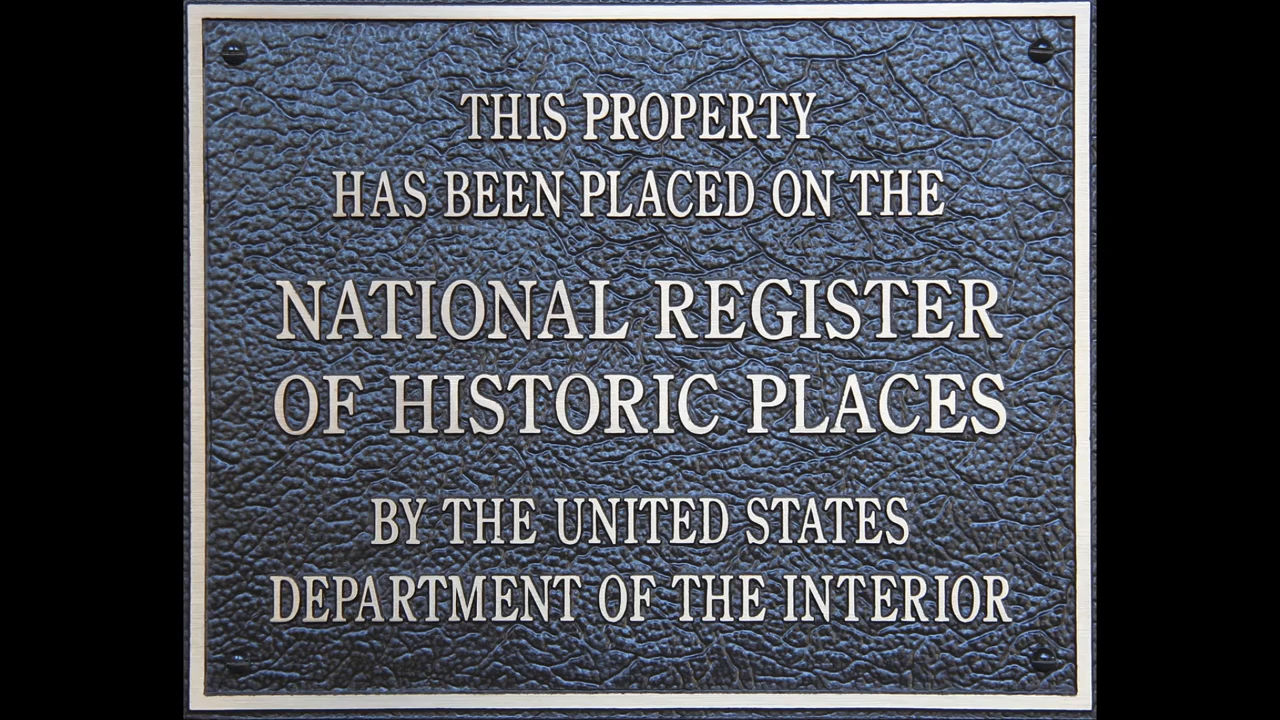 THIS PROPERTY
HAS BEEN PLACED ON THE
NATIONAL REGISTER
OF HISTORIC PLACES
BY THE UNITED STATES
DEPARTMENT OF THE INTERIOR